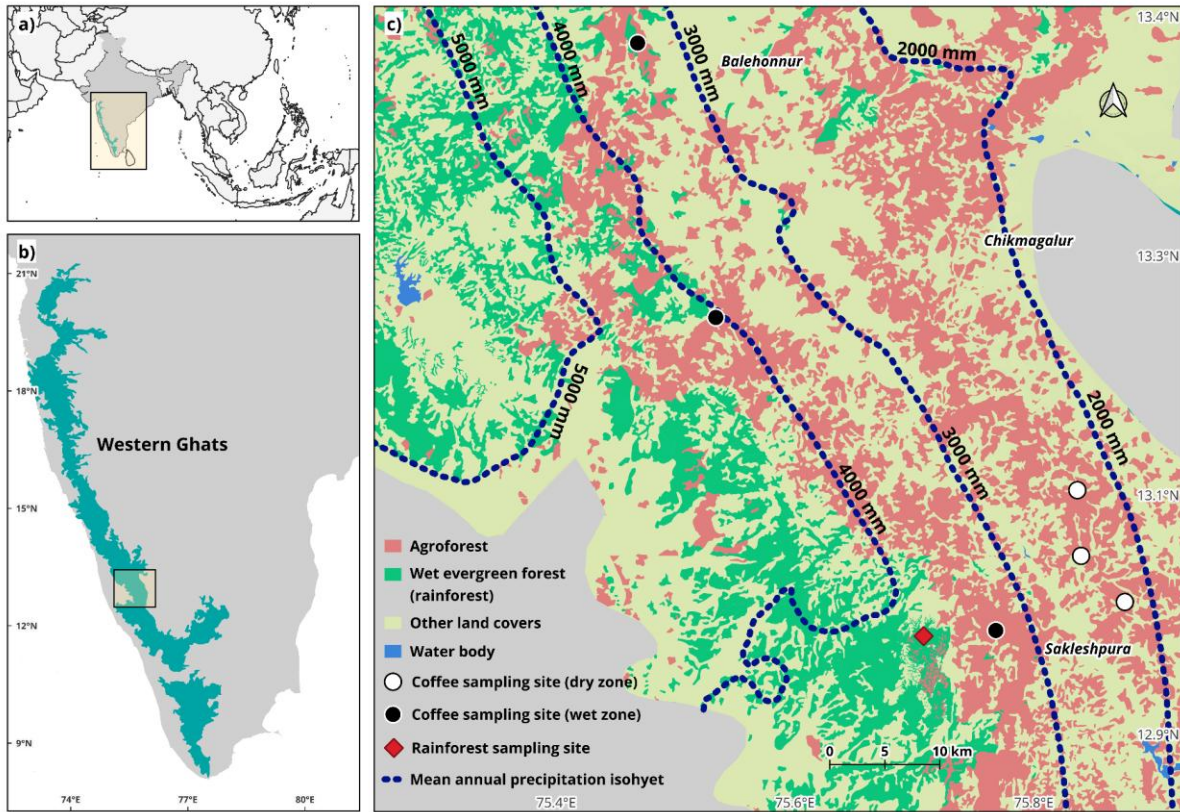 a)
b)
21°N
18°N
15°N
12°N
9°N
74°E
77°E
80°E
Western Ghats
c)
5000 mm
4000 mm
3000 mm
2000 mm
Balehonnur
13.4°N
Chikmagalur
13.3°N
5000 mm
4000 mm
3000 mm
2000 mm
13.1°N
Sakleshpura
12.9°N
Agroforest
Wet evergreen forest
(rainforest)
Other land covers
Water body
Coffee sampling site (dry zone)
Coffee sampling site (wet zone)
Rainforest sampling site
Mean annual precipitation isohyet
0 5 10 km
75.4°E
75.6°E
75.8°E